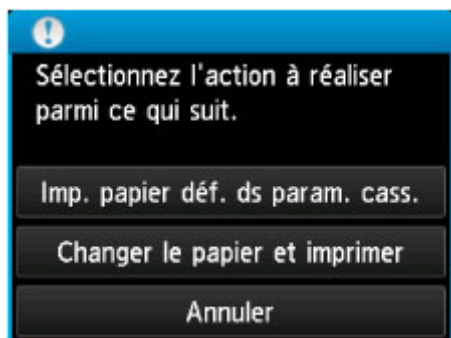 Sélectionnez l'action à réaliser
parmi ce qui suit.
Imp. papier déf. ds param. cass.
Changer le papier et imprimer
Annuler